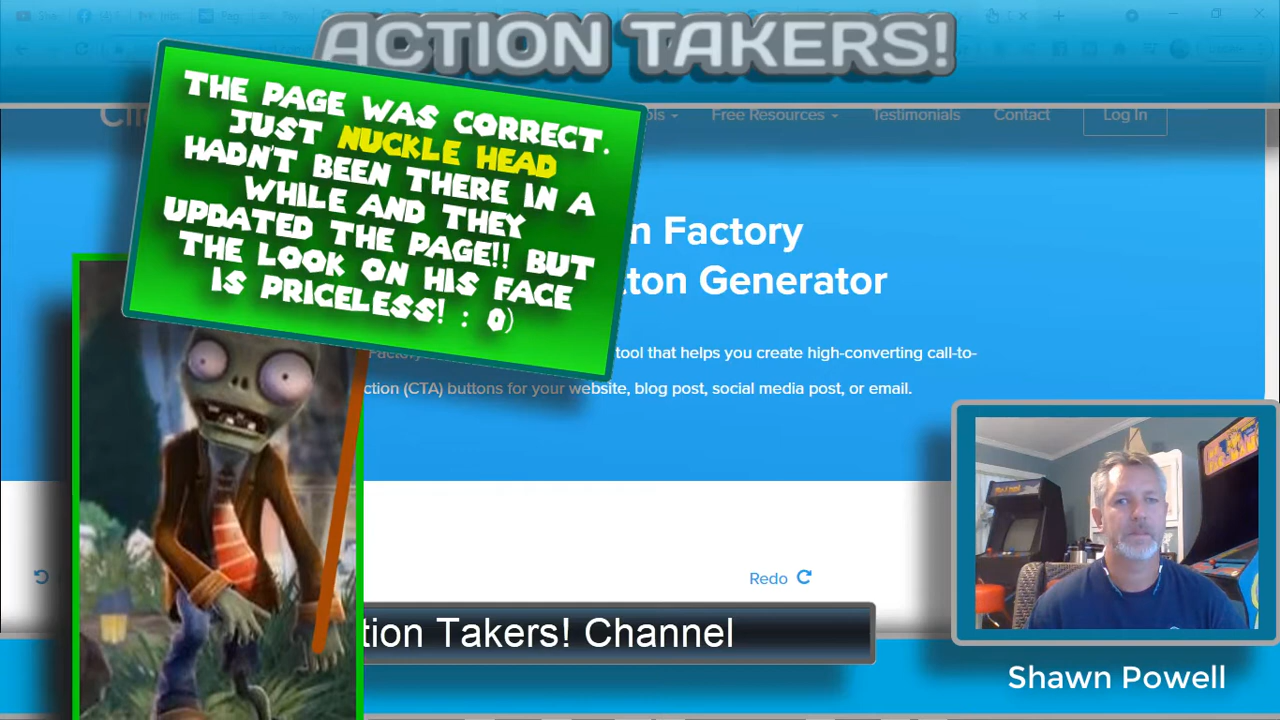 ACTION TAKERS!
Free Resources
Testimonials
Contact
Log In
THE PAGE WAS CORRECT.
JUST NUCKLE HEAD
HADN'T BEEN THERE IN A
WHILE AND THEY
UPDATED THE PAGE!! BUT
THE LOOK ON HIS FACE
IS PRICELESS! : 0)
n Factory
tton Generator
tool that helps you create high-converting call-to-
ction (CTA) buttons for your website, blog post, social media post, or email.
Redo
tion Takers! Channel
Shawn Powell